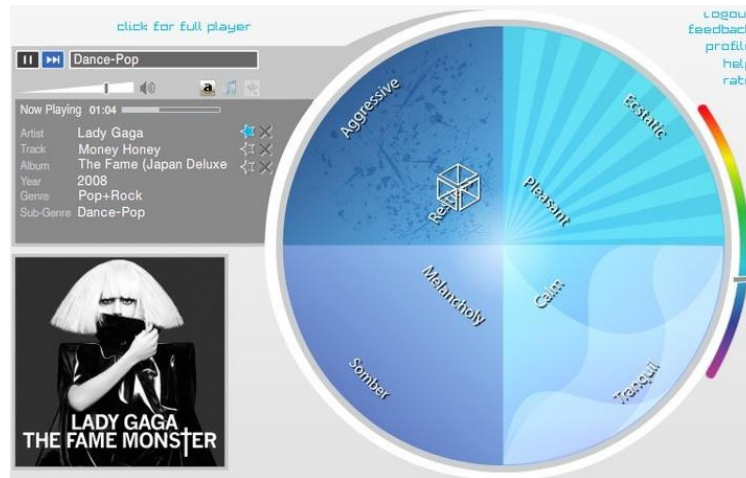 click for full player
Dance-Pop
a
Now Playing 01:04
Artist Lady Gaga
Track Money Honey
Album The Fame (Japan Deluxe
Year 2008
Genre Pop+Rock
Sub-Genre Dance-Pop
LADY GAGA
THE FAME MONSTER
Aggressive
Ecstatic
Pleasant
Melancholy
Calm
Somber
Tranquil
feedback
help